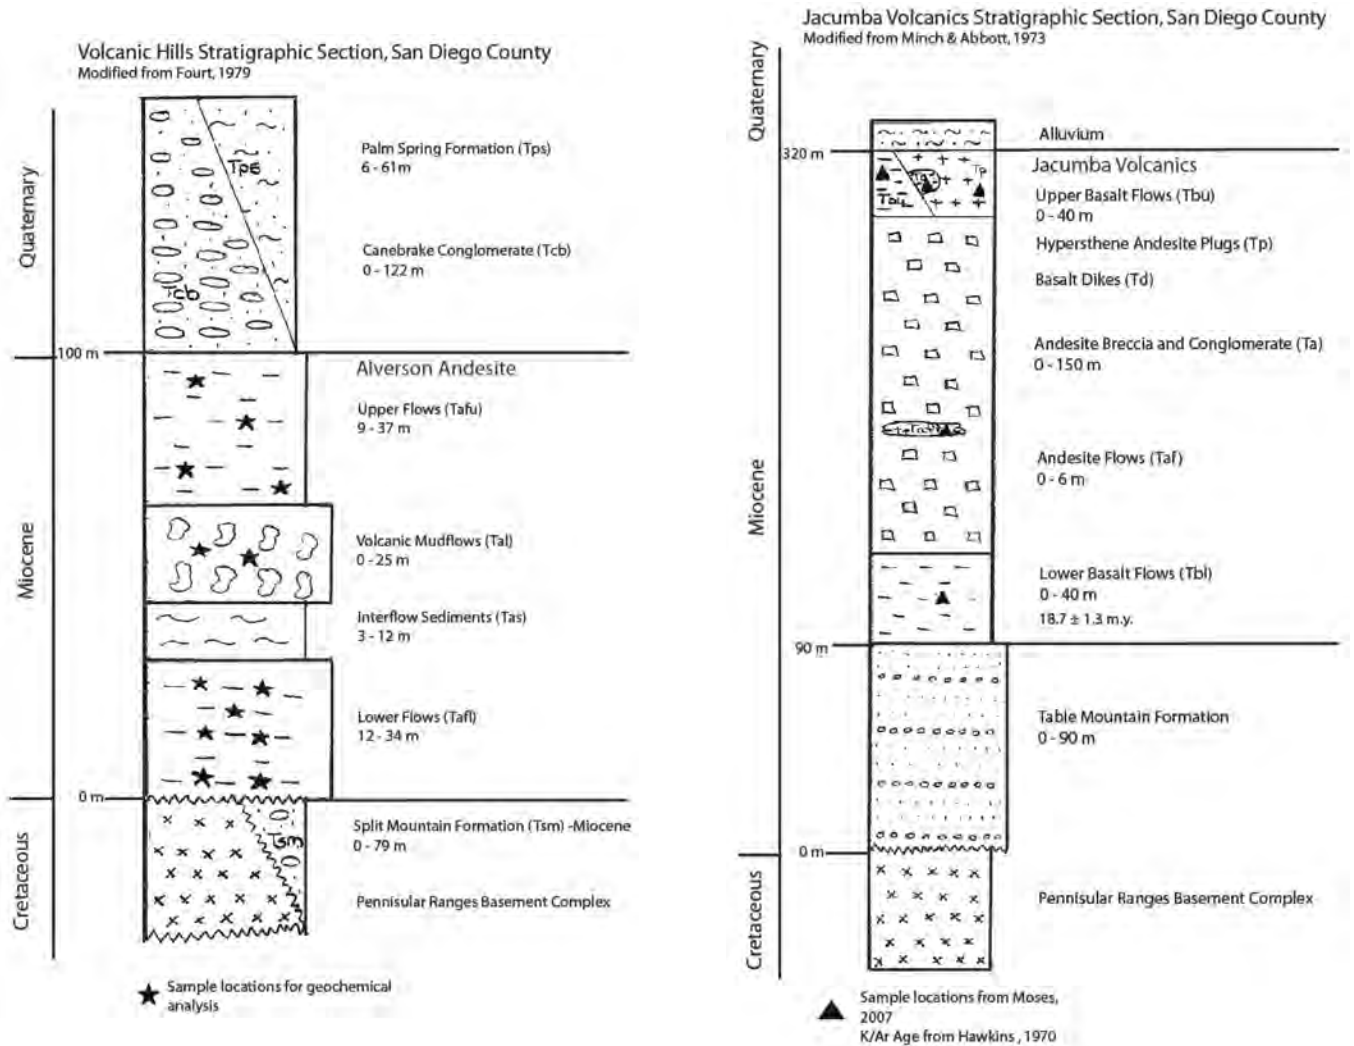 Volcanic Hills Stratigraphic Section, San Diego County
Modified from Fourt, 1979
Quaternary
Palm Spring Formation (Tps)
6 - 61m
Canebrake Conglomerate (Tcb)
0 - 122 m
100 m
Miocene
Alverson Andesite
Upper Flows (Tafu)
9 - 37 m
Volcanic Mudflows (Tal)
0 - 25 m
Interflow Sediments (Tas)
3 - 12 m
Lower Flows (Tafl)
12 - 34 m
0 m
Cretaceous
Split Mountain Formation (Tsm) -Miocene
0 - 79 m
Pennisular Ranges Basement Complex
Sample locations for geochemical
analysis
Jacumba Volcanics Stratigraphic Section, San Diego County
Modified from Minch & Abbott, 1973
Quaternary
Alluvium
320 m
Miocene
Jacumba Volcanics
Tp
Upper Basalt Flows (Tbu)
0 - 40 m
Hypersthene Andesite Plugs (Tp)
Basalt Dikes (Td)
Andesite Breccia and Conglomerate (Ta)
0 - 150 m
Andesite Flows (Taf)
0 - 6 m
Lower Basalt Flows (Tbl)
0 - 40 m
18.7 ± 1.3 m.y.
90 m
Table Mountain Formation
0 - 90 m
0 m
Cretaceous
Pennisular Ranges Basement Complex
Sample locations from Moses,
2007
K/Ar Age from Hawkins , 1970